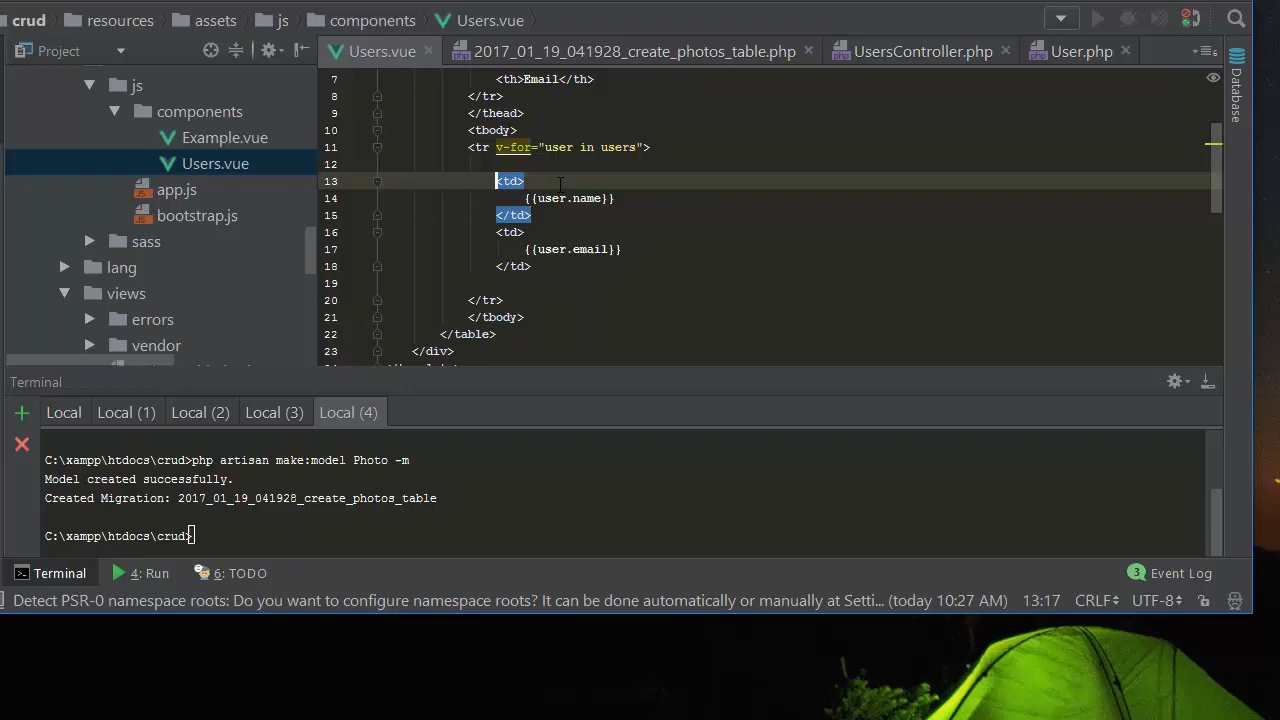 crud resources assets js components Users.vue
Project
Users.vue 2017_01_19_041928_create_photos_table.php UsersController.php User.php
js
components
Example.vue
Users.vue
app.js
bootstrap.js
sass
lang
views
errors
vendor
7 <th>Email</th>
8 </tr>
9 </thead>
10 <tbody>
11 <tr v-for="user in users">
12
13 <td>
14 {{user.name}}
15 </td>
16 <td>
17 {{user.email}}
18 </td>
19
20 </tr>
21 </tbody>
22 </table>
23 </div>
Database
Terminal
Local Local (1) Local (2) Local (3) Local (4)
C:\xampp\htdocs\crud>php artisan make:model Photo -m
Model created successfully.
Created Migration: 2017_01_19_041928_create_photos_table
C:\xampp\htdocs\crud>
Terminal 4: Run 6: TODO 3 Event Log
Detect PSR-0 namespace roots: Do you want to configure namespace roots? It can be done automatically or manually at Setti... (today 10:27 AM) 13:17 CRLF UTF-8